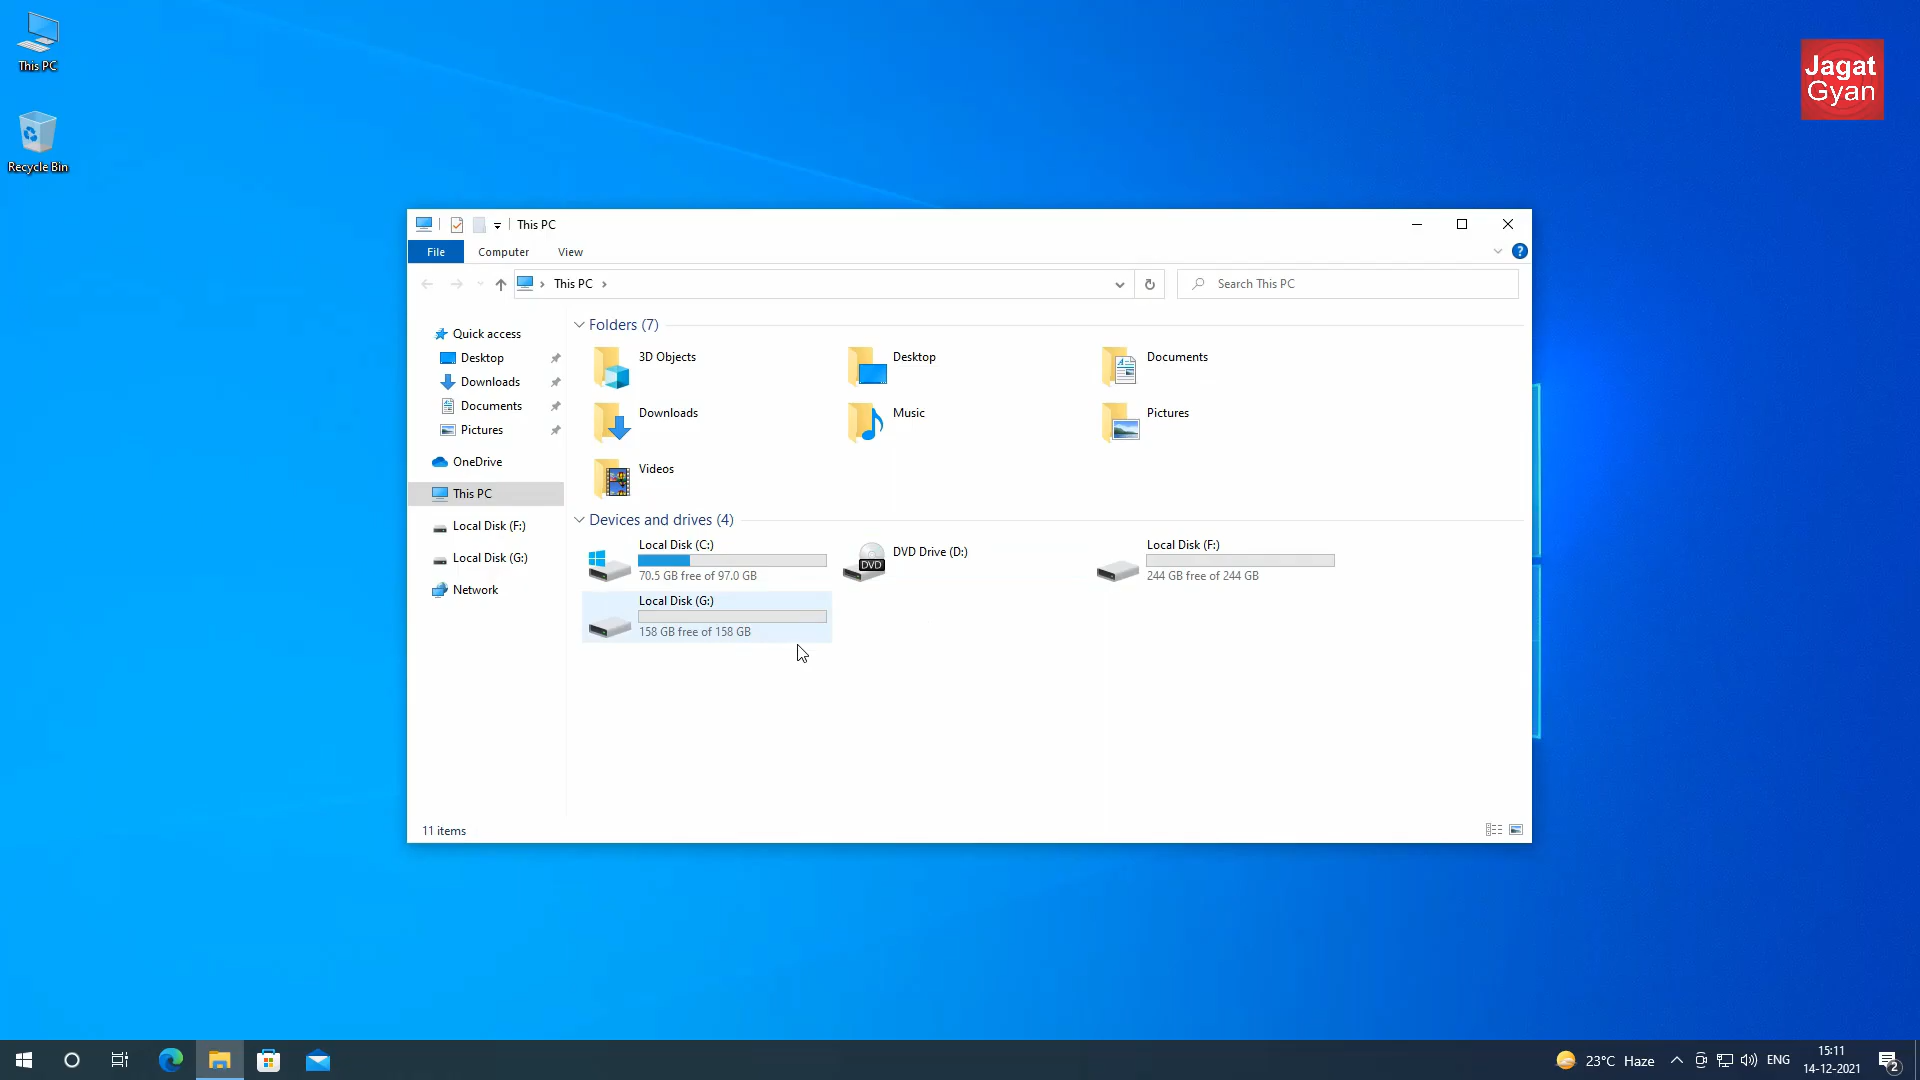 This PC
Recycle Bin
Jagat
Gyan
This PC
File
Computer
View
This PC
Search This PC
Quick access
Desktop
Downloads
Documents
Pictures
OneDrive
This PC
Local Disk (F:)
Local Disk (G:)
Network
Folders (7)
3D Objects
Desktop
Documents
Downloads
Music
Pictures
Videos
Devices and drives (4)
Local Disk (C:)
70.5 GB free of 97.0 GB
DVD
DVD Drive (D:)
Local Disk (F:)
244 GB free of 244 GB
Local Disk (G:)
158 GB free of 158 GB
11 items
23°C Haze
ENG
15:11
14-12-2021
2